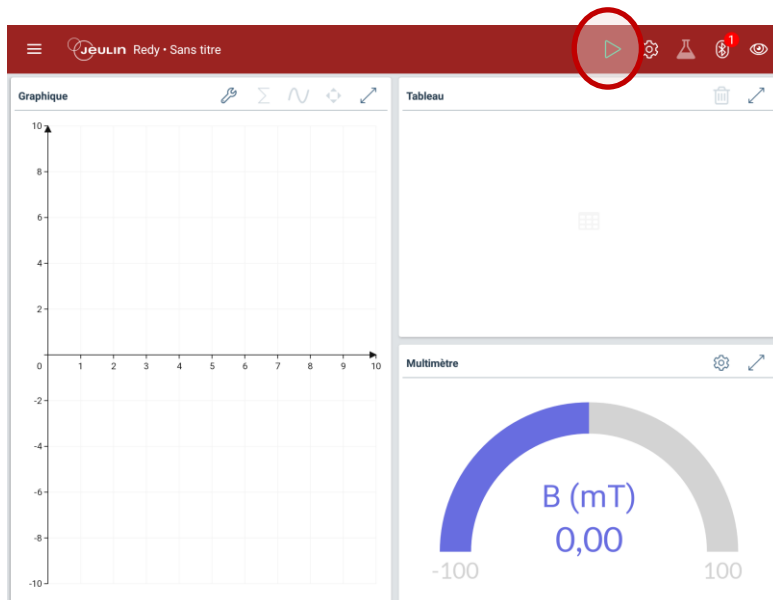 Jeulin Redy • Sans titre
1
Graphique
10
8
6
4
2
0
1 2 3 4 5 6 7 8 9 10
-2
-4
-6
-8
-10
Tableau
Multimètre
B (mT)
0,00
-100 100